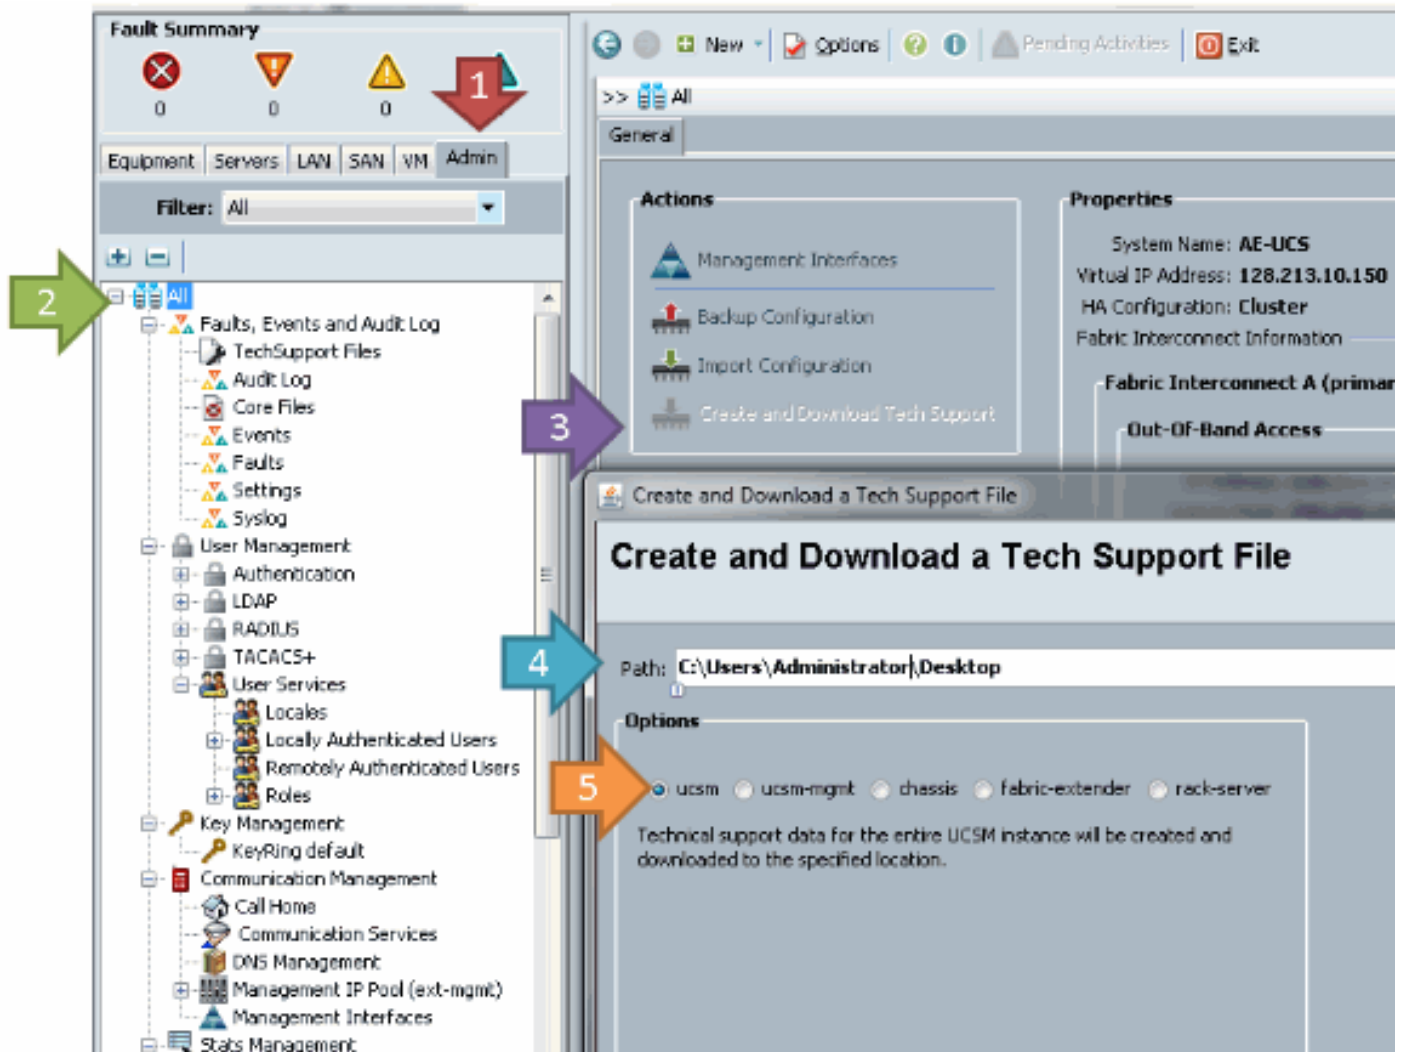 Fault Summary
0 0 0
1
Equipment Servers LAN SAN VM Admin
Filter: All
2
All
Faults, Events and Audit Log
TechSupport Files
Audit Log
Core Files
Events
Faults
Settings
Syslog
User Management
Authentication
LDAP
RADIUS
TACACS+
User Services
Locales
Locally Authenticated Users
Remotely Authenticated Users
Roles
Key Management
KeyRing default
Communication Management
Call Home
Communication Services
DNS Management
Management IP Pool (ext-mgmt)
Management Interfaces
Stats Management
New Options Pending Activities Exit
>> All
General
Actions
Management Interfaces
Backup Configuration
Import Configuration
3
Create and Download Tech Support
Properties
System Name: AE-UCS
Virtual IP Address: 128.213.10.150
HA Configuration: Cluster
Fabric Interconnect Information
Fabric Interconnect A (primar
Out-Of-Band Access
Create and Download a Tech Support File
Create and Download a Tech Support File
4
Path: C:\Users\Administrator\Desktop
Options
5
ucsm ucsm-mgmt chassis fabric-extender rack-server
Technical support data for the entire UCSM instance will be created and
downloaded to the specified location.